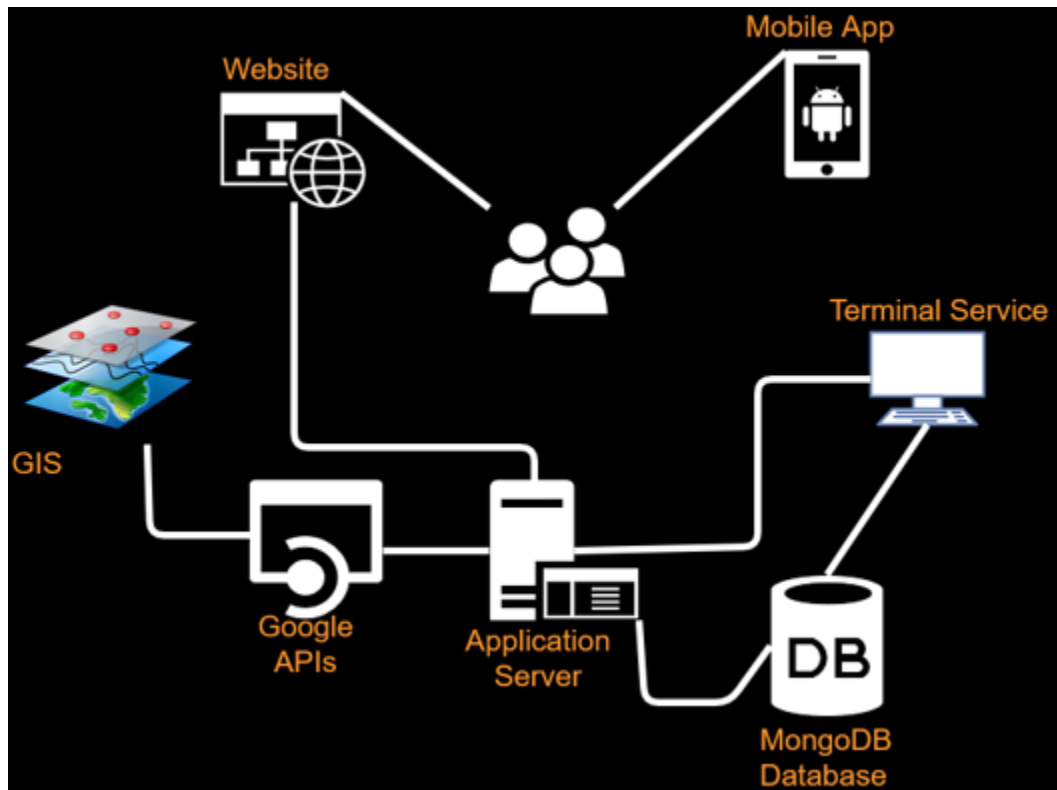 Mobile App
Website
Terminal Service
GIS
Google
APIs
Application
Server
DB
MongoDB
Database